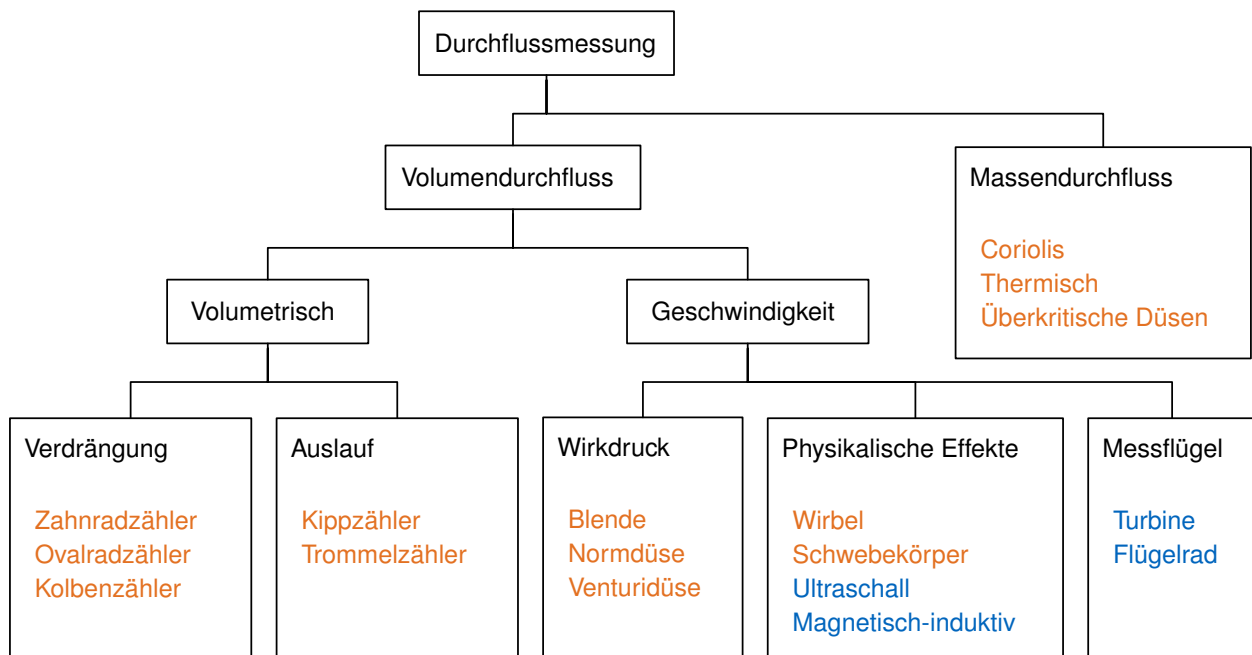 Durchflussmessung
Volumendurchfluss
Massendurchfluss
Coriolis
Thermisch
Überkritische Düsen
Volumetrisch
Geschwindigkeit
Verdrängung
Zahnradzähler
Ovalradzähler
Kolbenzähler
Auslauf
Kippzähler
Trommelzähler
Wirkdruck
Blende
Normdüse
Venturidüse
Physikalische Effekte
Wirbel
Schwebekörper
Ultraschall
Magnetisch-induktiv
Messflügel
Turbine
Flügelrad